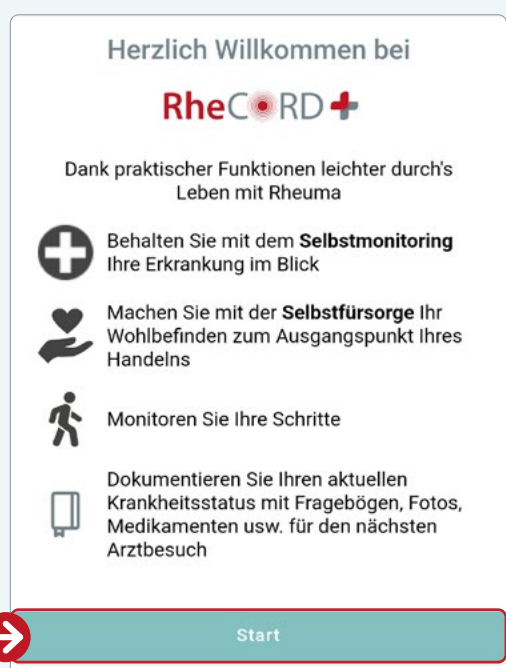 Herzlich Willkommen bei
RheCORD
Dank praktischer Funktionen leichter durch's
Leben mit Rheuma
Behalten Sie mit dem Selbstmonitoring
Ihre Erkrankung im Blick
Machen Sie mit der Selbstfürsorge Ihr
Wohlbefinden zum Ausgangspunkt Ihres
Handelns
Monitoren Sie Ihre Schritte
Dokumentieren Sie Ihren aktuellen
Krankheitsstatus mit Fragebögen, Fotos,
Medikamenten usw. für den nächsten
Arztbesuch
Start